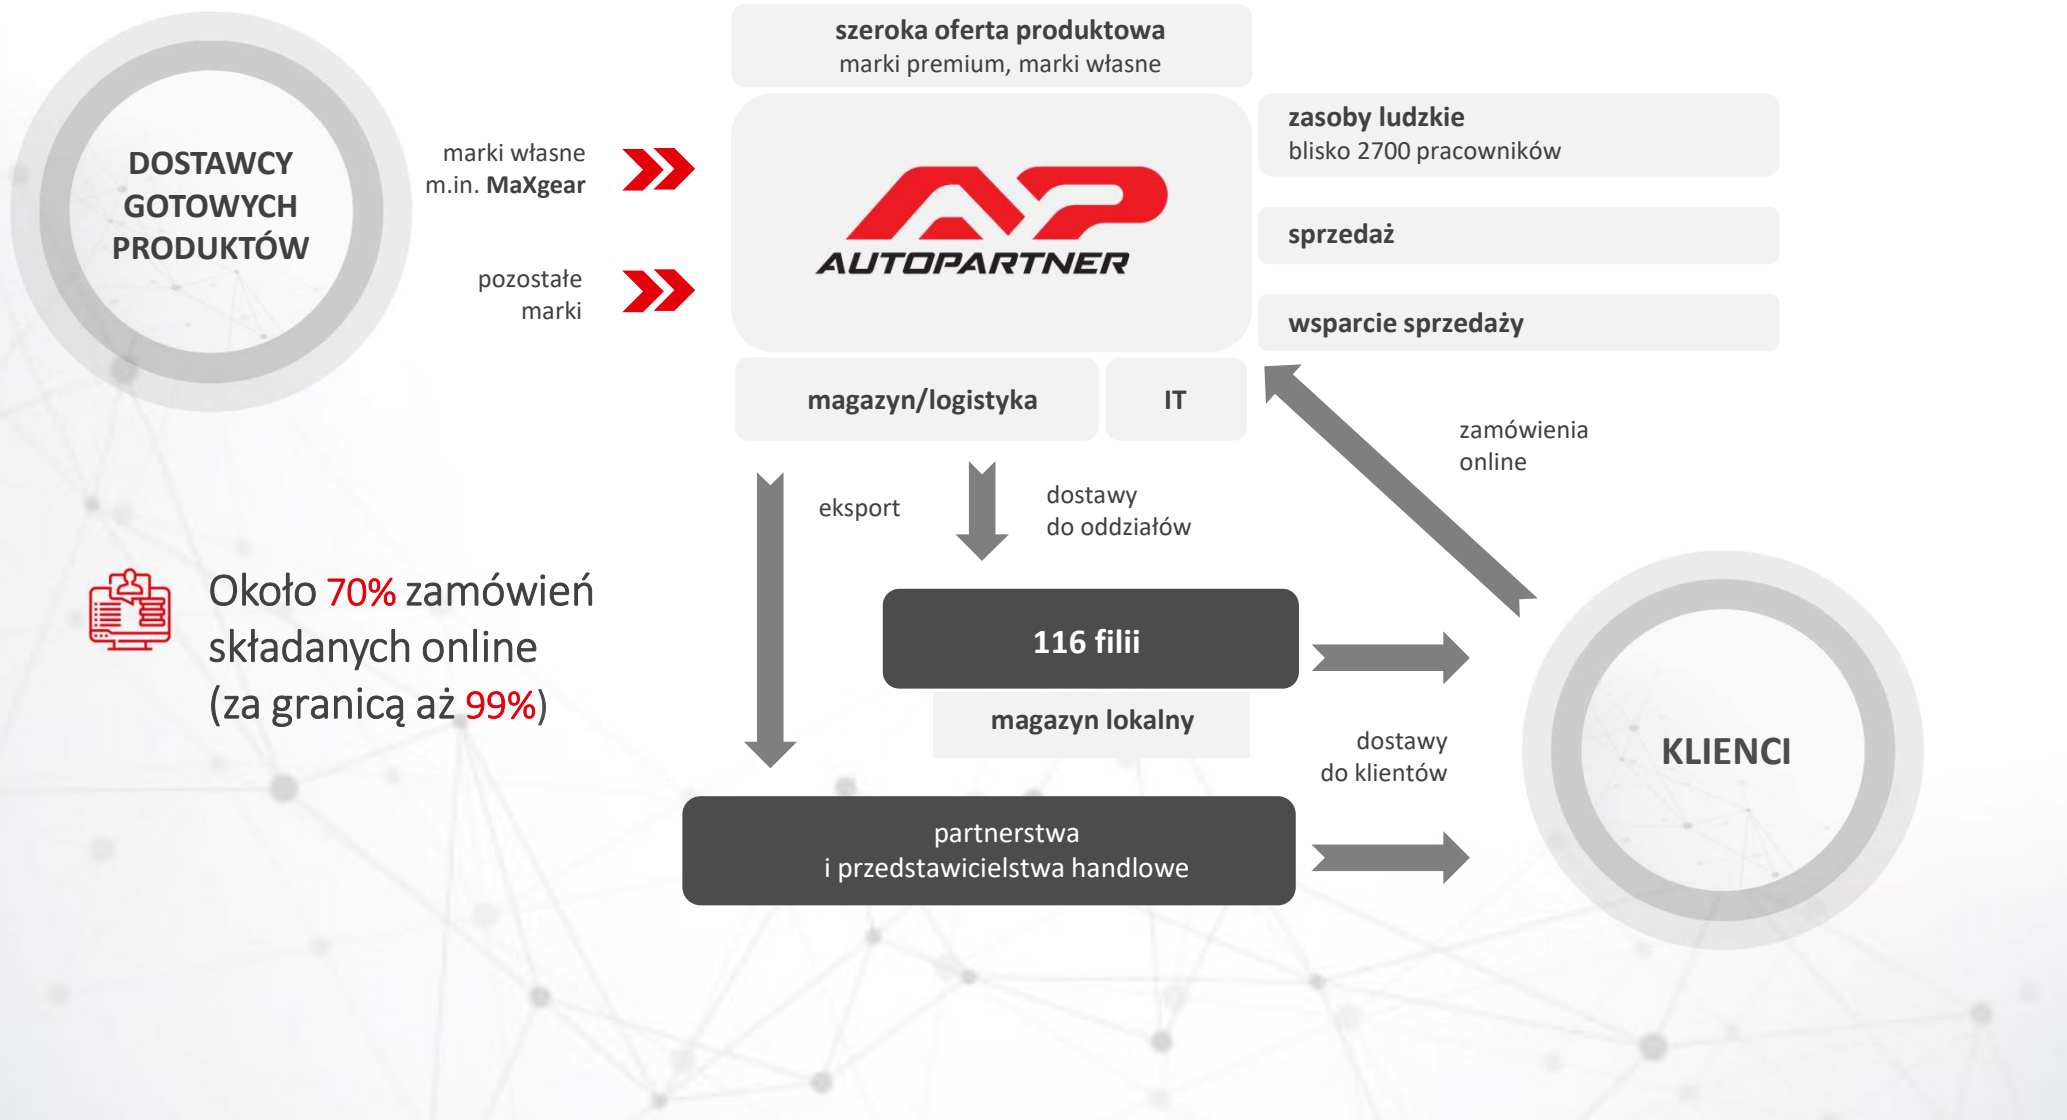 szeroka oferta produktowa
marki premium, marki własne
DOSTAWCY
GOTOWYCH
PRODUKTÓW
marki własne
m.in. MaXgear
pozostałe
marki
AP
AUTOPARTNER
zasoby ludzkie
blisko 2700 pracowników
sprzedaż
wsparcie sprzedaży
magazyn/logistyka
IT
zamówienia
online
eksport
dostawy
do oddziałów
Około 70% zamówień
składanych online
(za granicą aż 99%)
116 filii
magazyn lokalny
dostawy
do klientów
KLIENCI
partnerstwa
i przedstawicielstwa handlowe